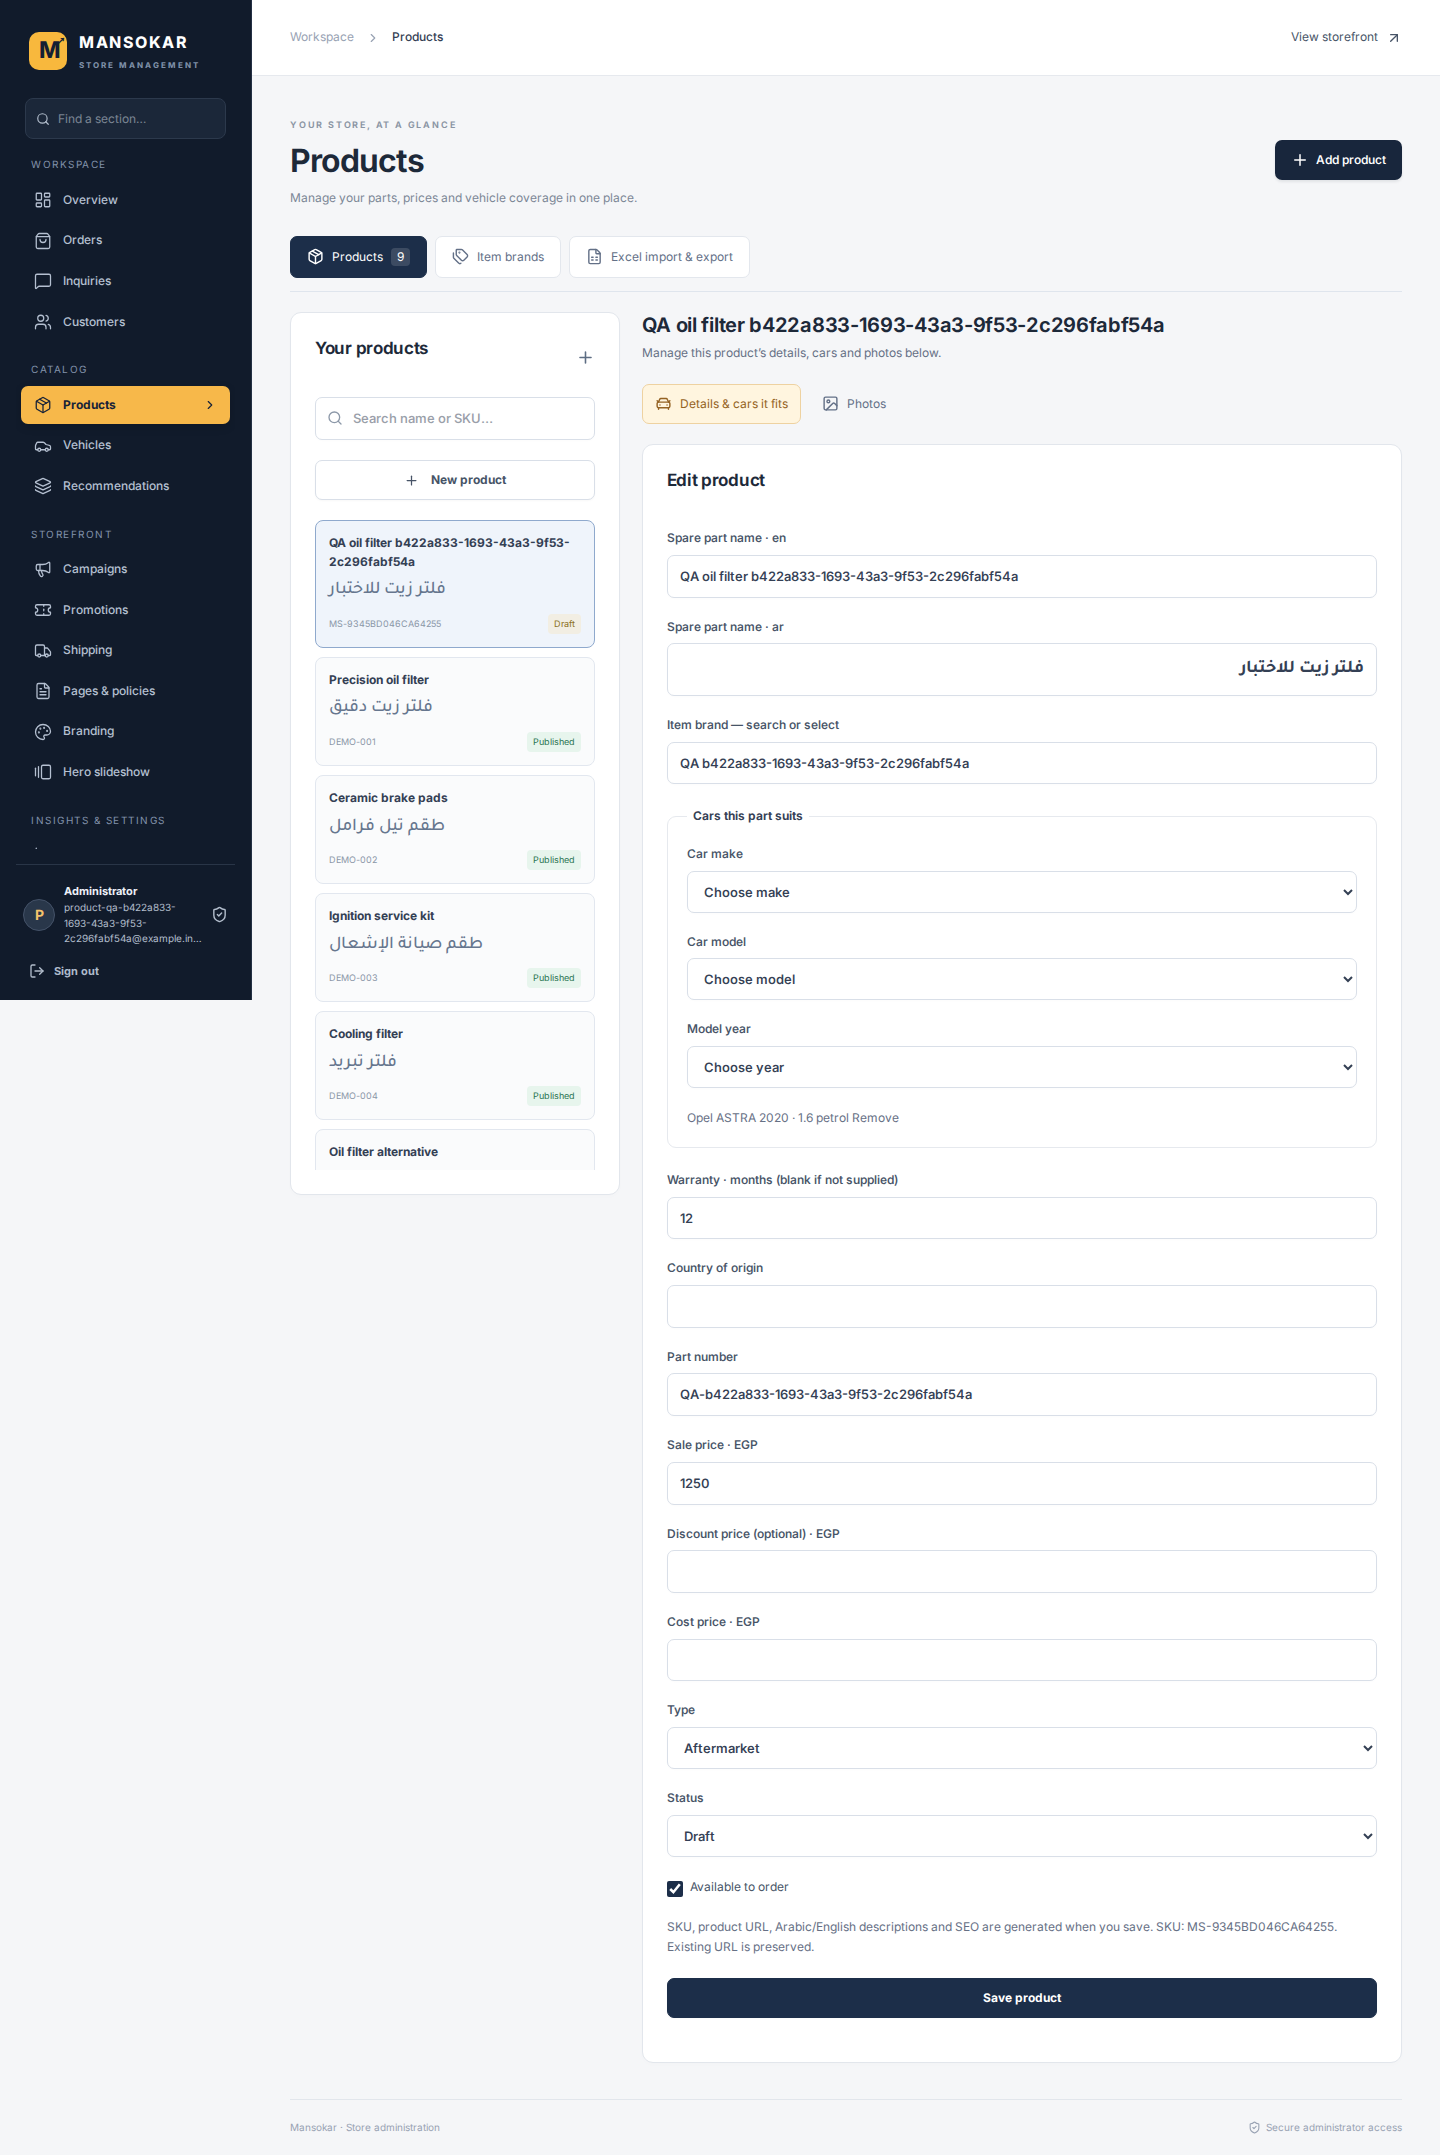 MANSOKAR
STORE MANAGEMENT
Find a section...
WORKSPACE
Overview
Orders
Inquiries
Customers
CATALOG
Products
Vehicles
Recommendations
STOREFRONT
Campaigns
Promotions
Shipping
Pages & policies
Branding
Hero slideshow
INSIGHTS & SETTINGS
P
Administrator
product-qa-b422a833-
1693-43a3-9f53-
2c296fabf54a@example.in...
Sign out
Workspace
Products
View storefront
YOUR STORE, AT A GLANCE
Products
Manage your parts, prices and vehicle coverage in one place.
Add product
Products 9
Item brands
Excel import & export
Your products
Search name or SKU...
New product
QA oil filter b422a833-1693-43a3-9f53-
2c296fabf54a
فلتر زيت للاختبار
MS-9345BD046CA64255
Draft
Precision oil filter
فلتر زيت دقيق
DEMO-001
Published
Ceramic brake pads
طقم تيل فرامل
DEMO-002
Published
Ignition service kit
طقم صيانة الإشعال
DEMO-003
Published
Cooling filter
فلتر تبريد
DEMO-004
Published
Oil filter alternative
QA oil filter b422a833-1693-43a3-9f53-2c296fabf54a
Manage this product's details, cars and photos below.
Details & cars it fits
Photos
Edit product
Spare part name · en
QA oil filter b422a833-1693-43a3-9f53-2c296fabf54a
Spare part name · ar
فلتر زيت للاختبار
Item brand — search or select
QA b422a833-1693-43a3-9f53-2c296fabf54a
Cars this part suits
Car make
Choose make
Car model
Choose model
Model year
Choose year
Opel ASTRA 2020 · 1.6 petrol Remove
Warranty · months (blank if not supplied)
12
Country of origin
Part number
QA-b422a833-1693-43a3-9f53-2c296fabf54a
Sale price · EGP
1250
Discount price (optional) · EGP
Cost price · EGP
Type
Aftermarket
Status
Draft
Available to order
SKU, product URL, Arabic/English descriptions and SEO are generated when you save. SKU: MS-9345BD046CA64255.
Existing URL is preserved.
Save product
Mansokar · Store administration
Secure administrator access